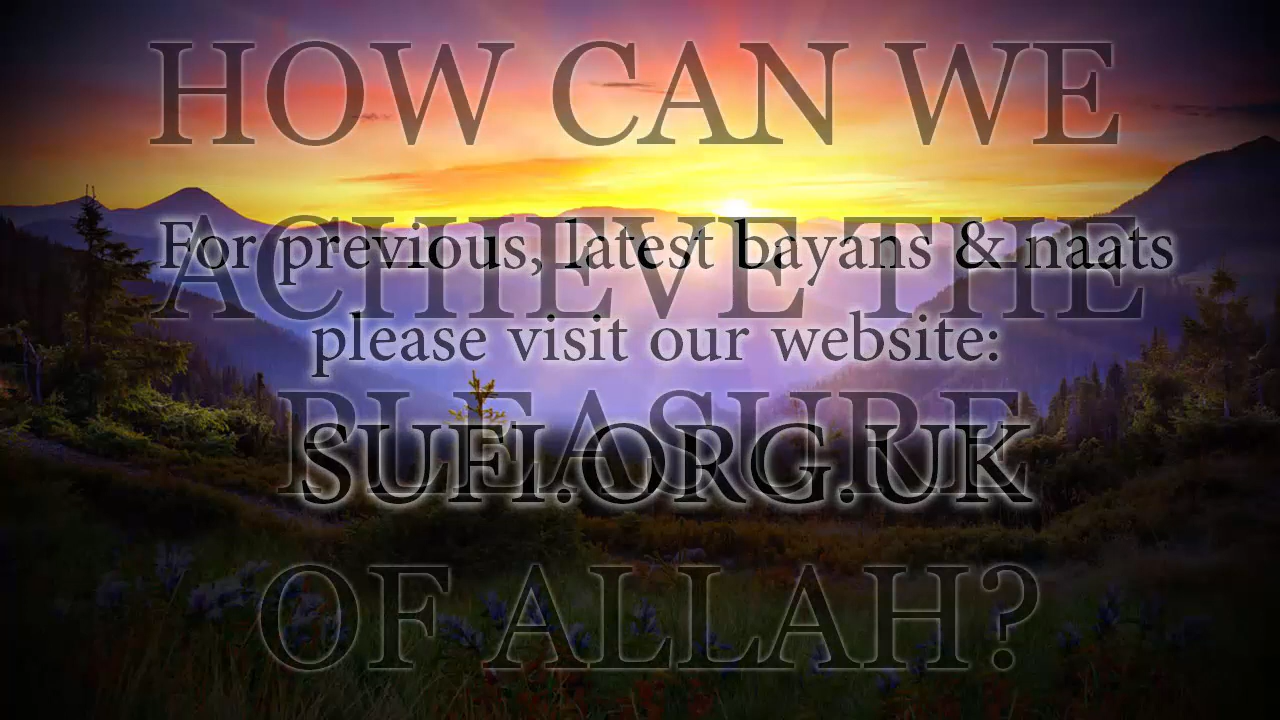 HOW CAN WE
ACHIEVE THE
PLEASURE
OF ALLAH?
For previous, latest bayans & naats
please visit our website:
SUFI.ORG.UK